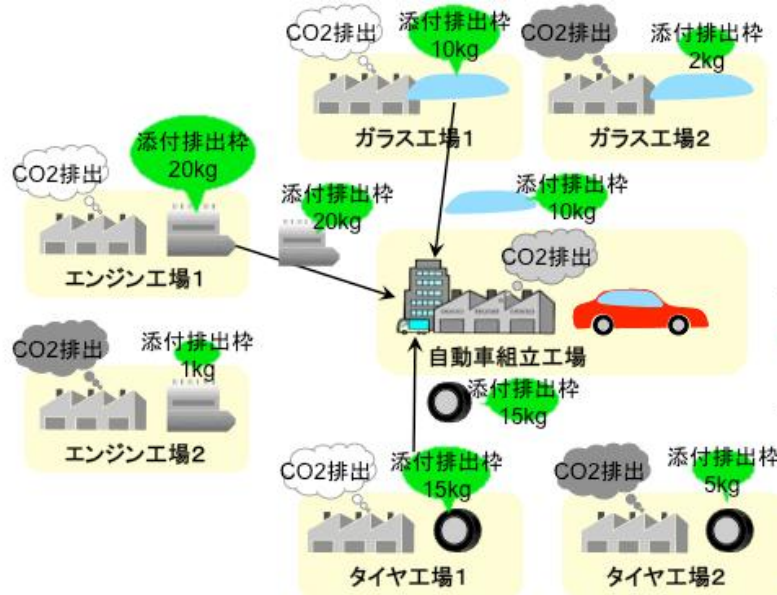 CO2排出
添付排出枠
10kg
ガラス工場1
CO2排出
添付排出枠
2kg
ガラス工場2
CO2排出
添付排出枠
20kg
エンジン工場1
添付排出枠
20kg
添付排出枠
10kg
CO2排出
自動車組立工場
CO2排出
添付排出枠
1kg
エンジン工場2
添付排出枠
15kg
CO2排出
添付排出枠
15kg
タイヤ工場1
CO2排出
添付排出枠
5kg
タイヤ工場2